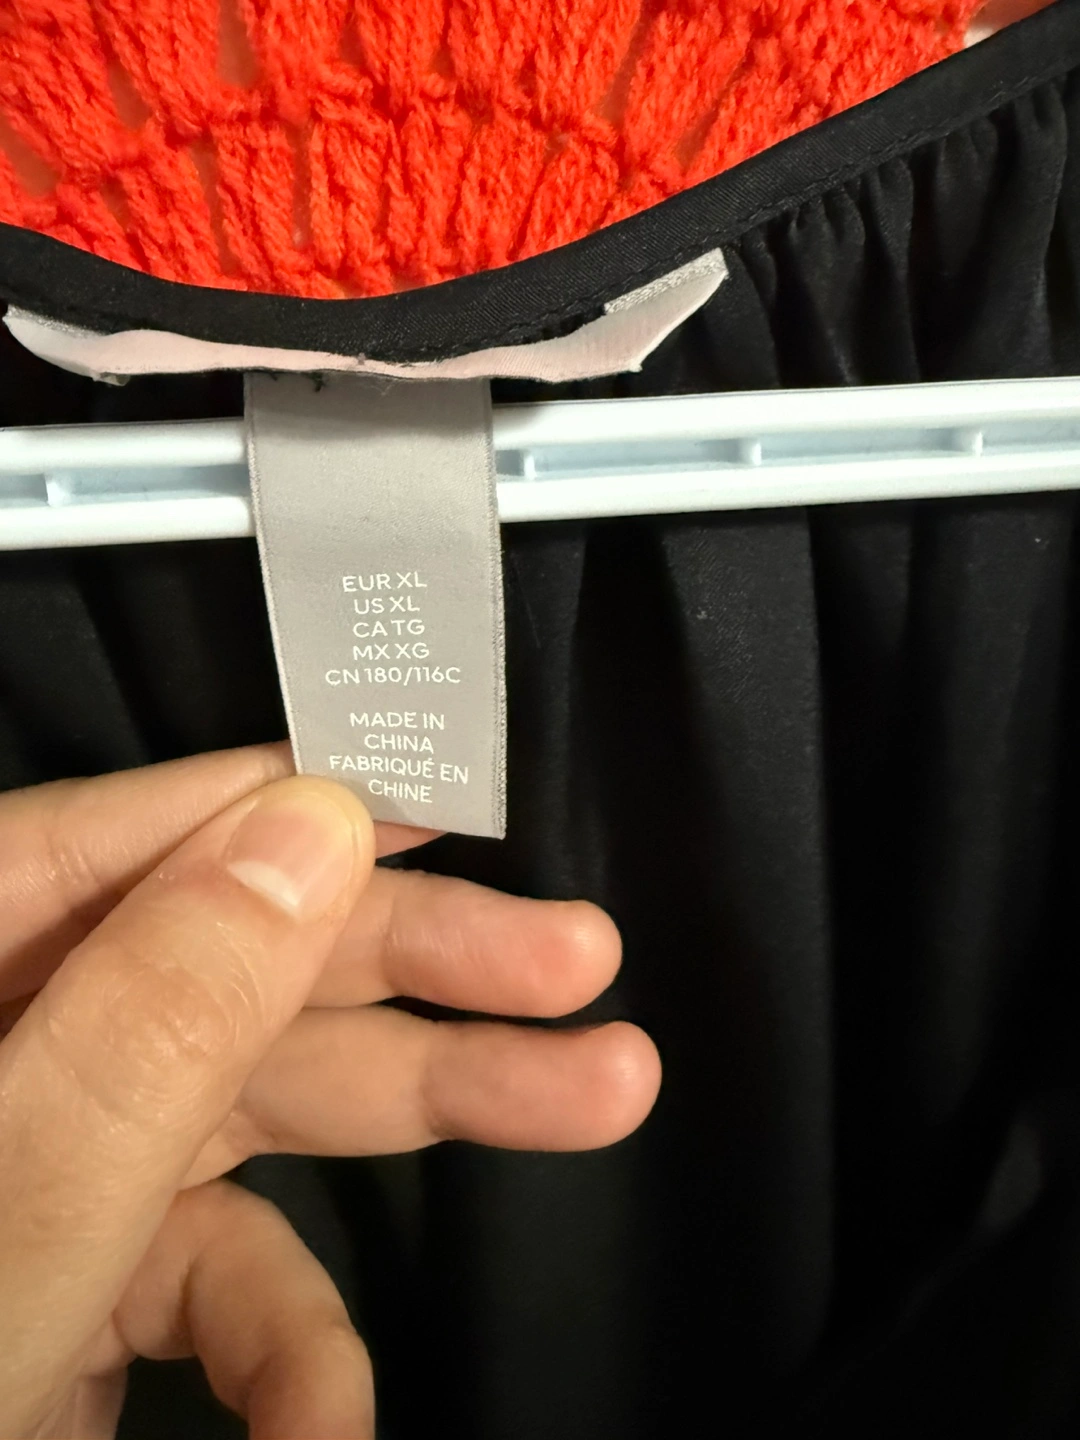 EUR XL
US XL
CA TG
MX XG
CN 180/116C
MADE IN
CHINA
FABRIQUÉ EN
CHINE